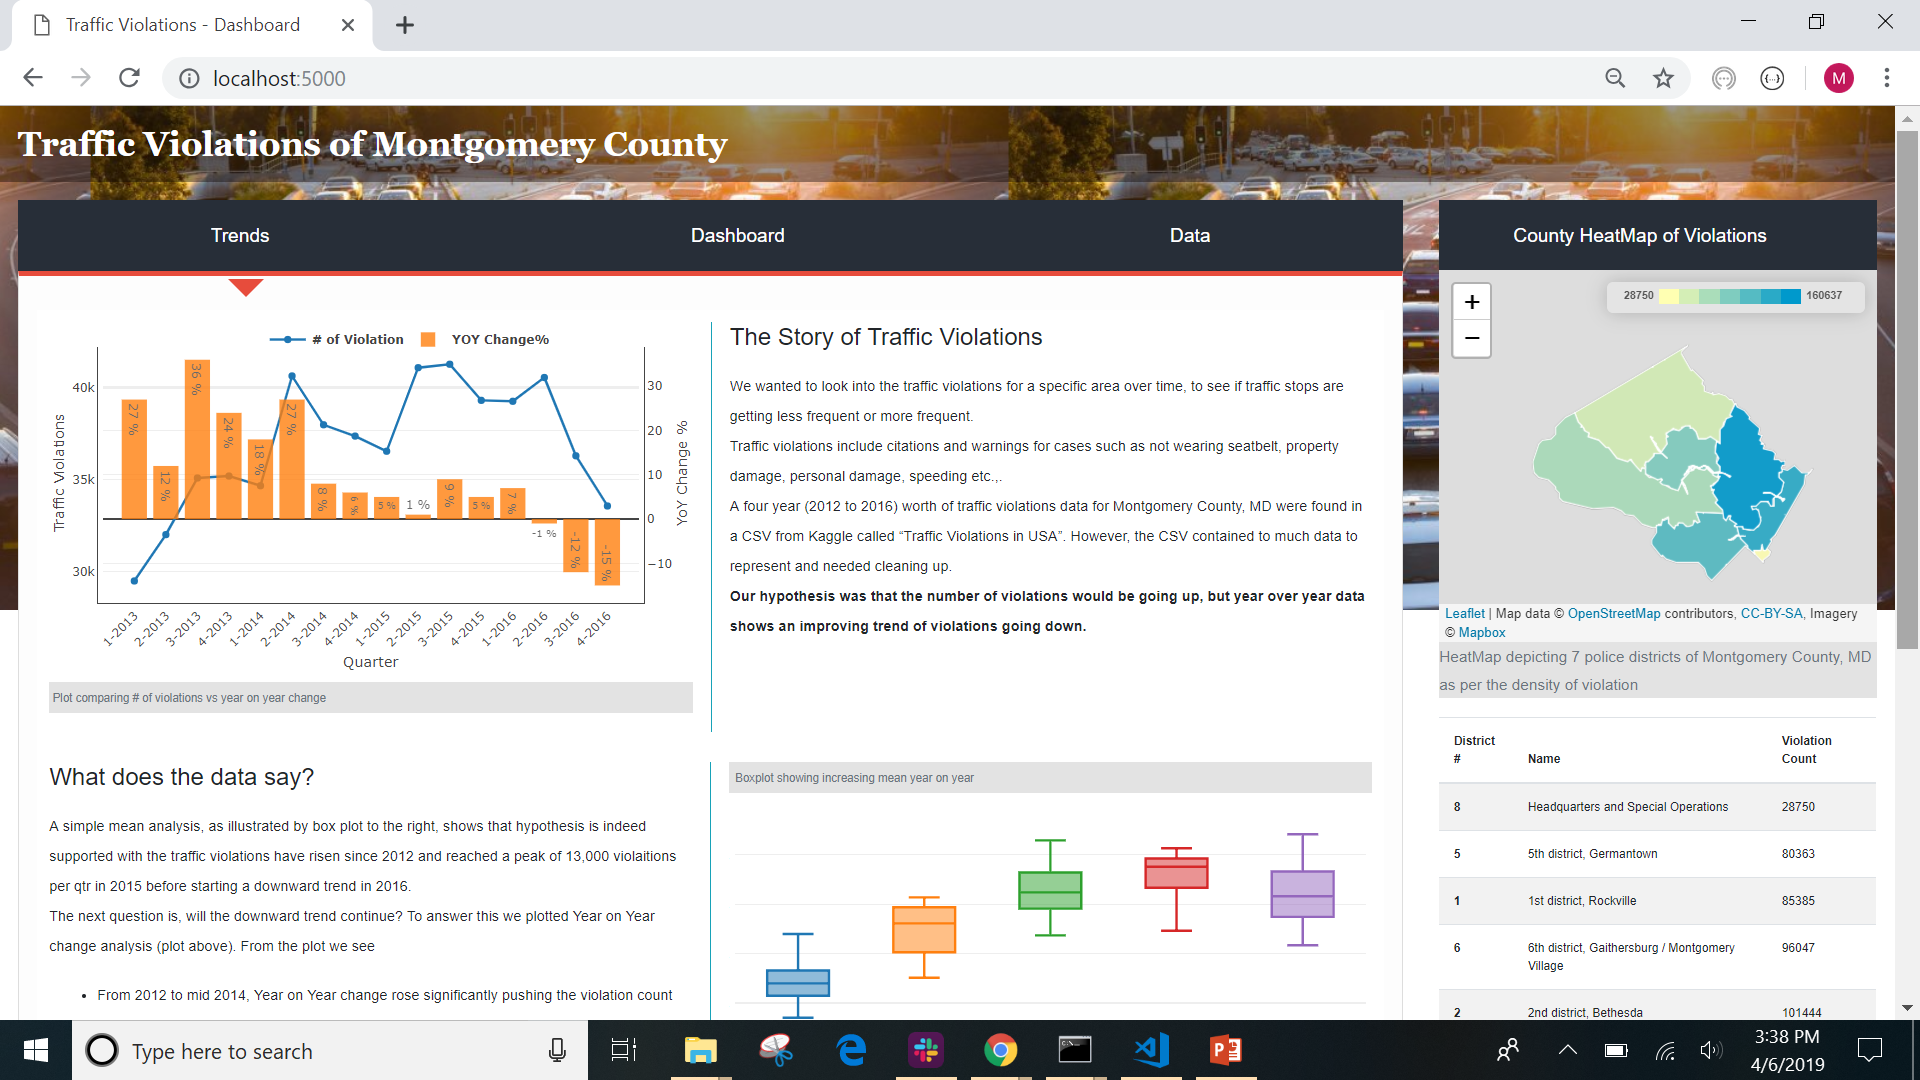 Traffic Violations - Dashboard
localhost:5000
M
Traffic Violations of Montgomery County
Trends
Dashboard
Data
# of Violation
YOY Change%
40k
35k
30k
Traffic Violations
30
20
10
0
−10
YoY Change %
27 %
12 %
36 %
24 %
18 %
27 %
8 %
6 %
5 %
1 %
9 %
5 %
7 %
-1 %
-12 %
-15 %
1-2013
2-2013
3-2013
4-2013
1-2014
2-2014
3-2014
4-2014
1-2015
2-2015
3-2015
4-2015
1-2016
2-2016
3-2016
4-2016
Quarter
Plot comparing # of violations vs year on year change
The Story of Traffic Violations
We wanted to look into the traffic violations for a specific area over time, to see if traffic stops are
getting less frequent or more frequent.
Traffic violations include citations and warnings for cases such as not wearing seatbelt, property
damage, personal damage, speeding etc.,.
A four year (2012 to 2016) worth of traffic violations data for Montgomery County, MD were found in
a CSV from Kaggle called “Traffic Violations in USA”. However, the CSV contained to much data to
represent and needed cleaning up.
Our hypothesis was that the number of violations would be going up, but year over year data
shows an improving trend of violations going down.
What does the data say?
A simple mean analysis, as illustrated by box plot to the right, shows that hypothesis is indeed
supported with the traffic violations have risen since 2012 and reached a peak of 13,000 violaitions
per qtr in 2015 before starting a downward trend in 2016.
The next question is, will the downward trend continue? To answer this we plotted Year on Year
change analysis (plot above). From the plot we see
• From 2012 to mid 2014, Year on Year change rose significantly pushing the violation count
Boxplot showing increasing mean year on year
County HeatMap of Violations
+
−
28750
160637
Leaflet | Map data © OpenStreetMap contributors, CC-BY-SA, Imagery
© Mapbox
HeatMap depicting 7 police districts of Montgomery County, MD
as per the density of violation
District # Name Violation Count
8 Headquarters and Special Operations 28750
5 5th district, Germantown 80363
1 1st district, Rockville 85385
6 6th district, Gaithersburg / Montgomery Village 96047
2 2nd district, Bethesda 101444
Type here to search
3:38 PM
4/6/2019